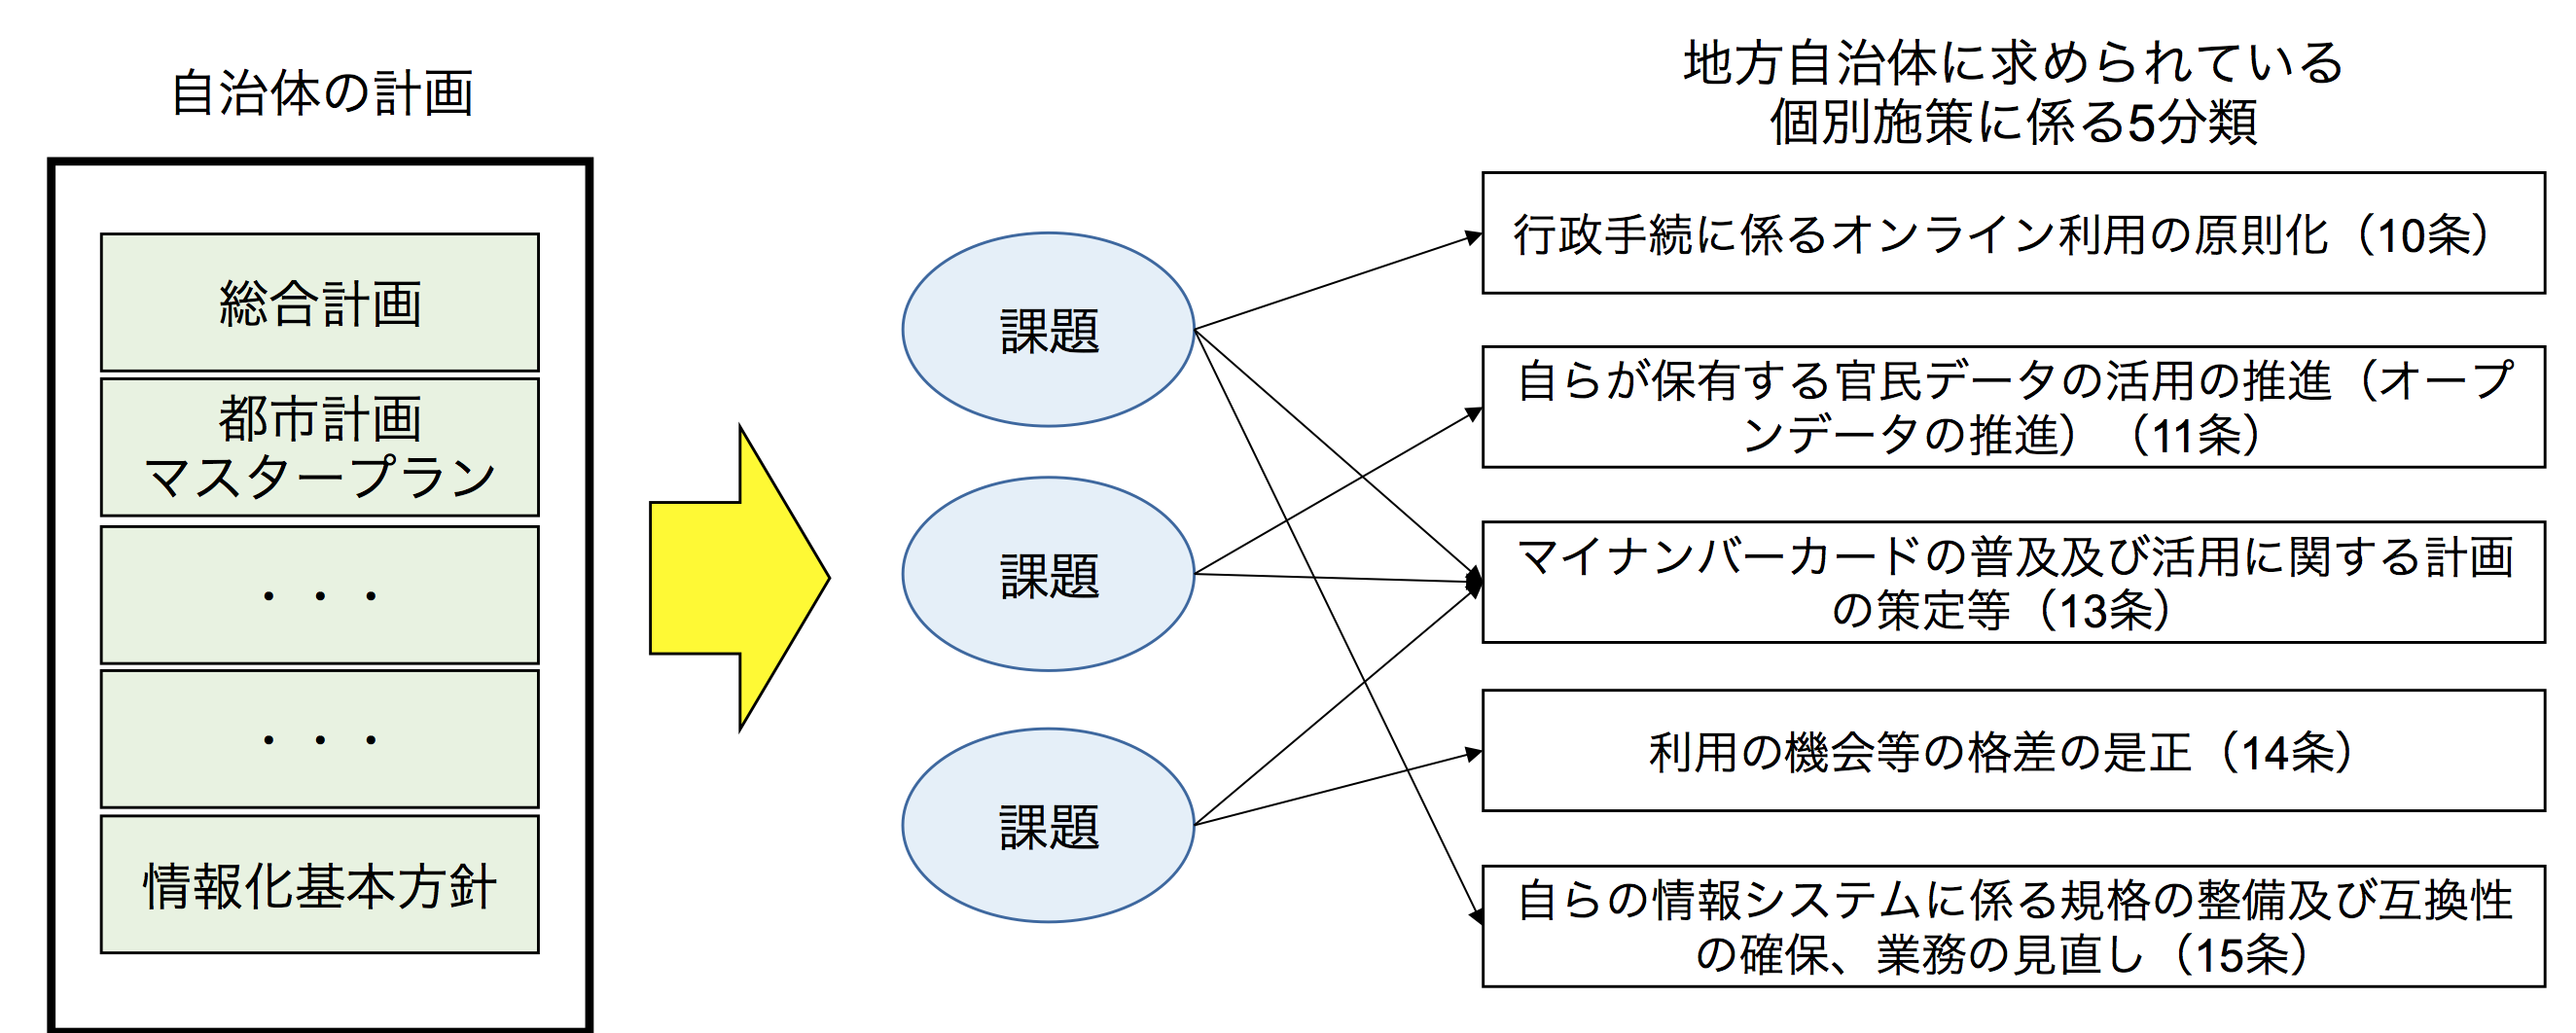 自治体の計画
総合計画
都市計画
マスタープラン
・・・
・・・
情報化基本方針
課題
課題
課題
地方自治体に求められている
個別施策に係る5分類
行政手続に係るオンライン利用の原則化（10条）
自らが保有する官民データの活用の推進（オープ
ンデータの推進）（11条）
マイナンバーカードの普及及び活用に関する計画
の策定等（13条）
利用の機会等の格差の是正（14条）
自らの情報システムに係る規格の整備及び互換性
の確保、業務の見直し（15条）